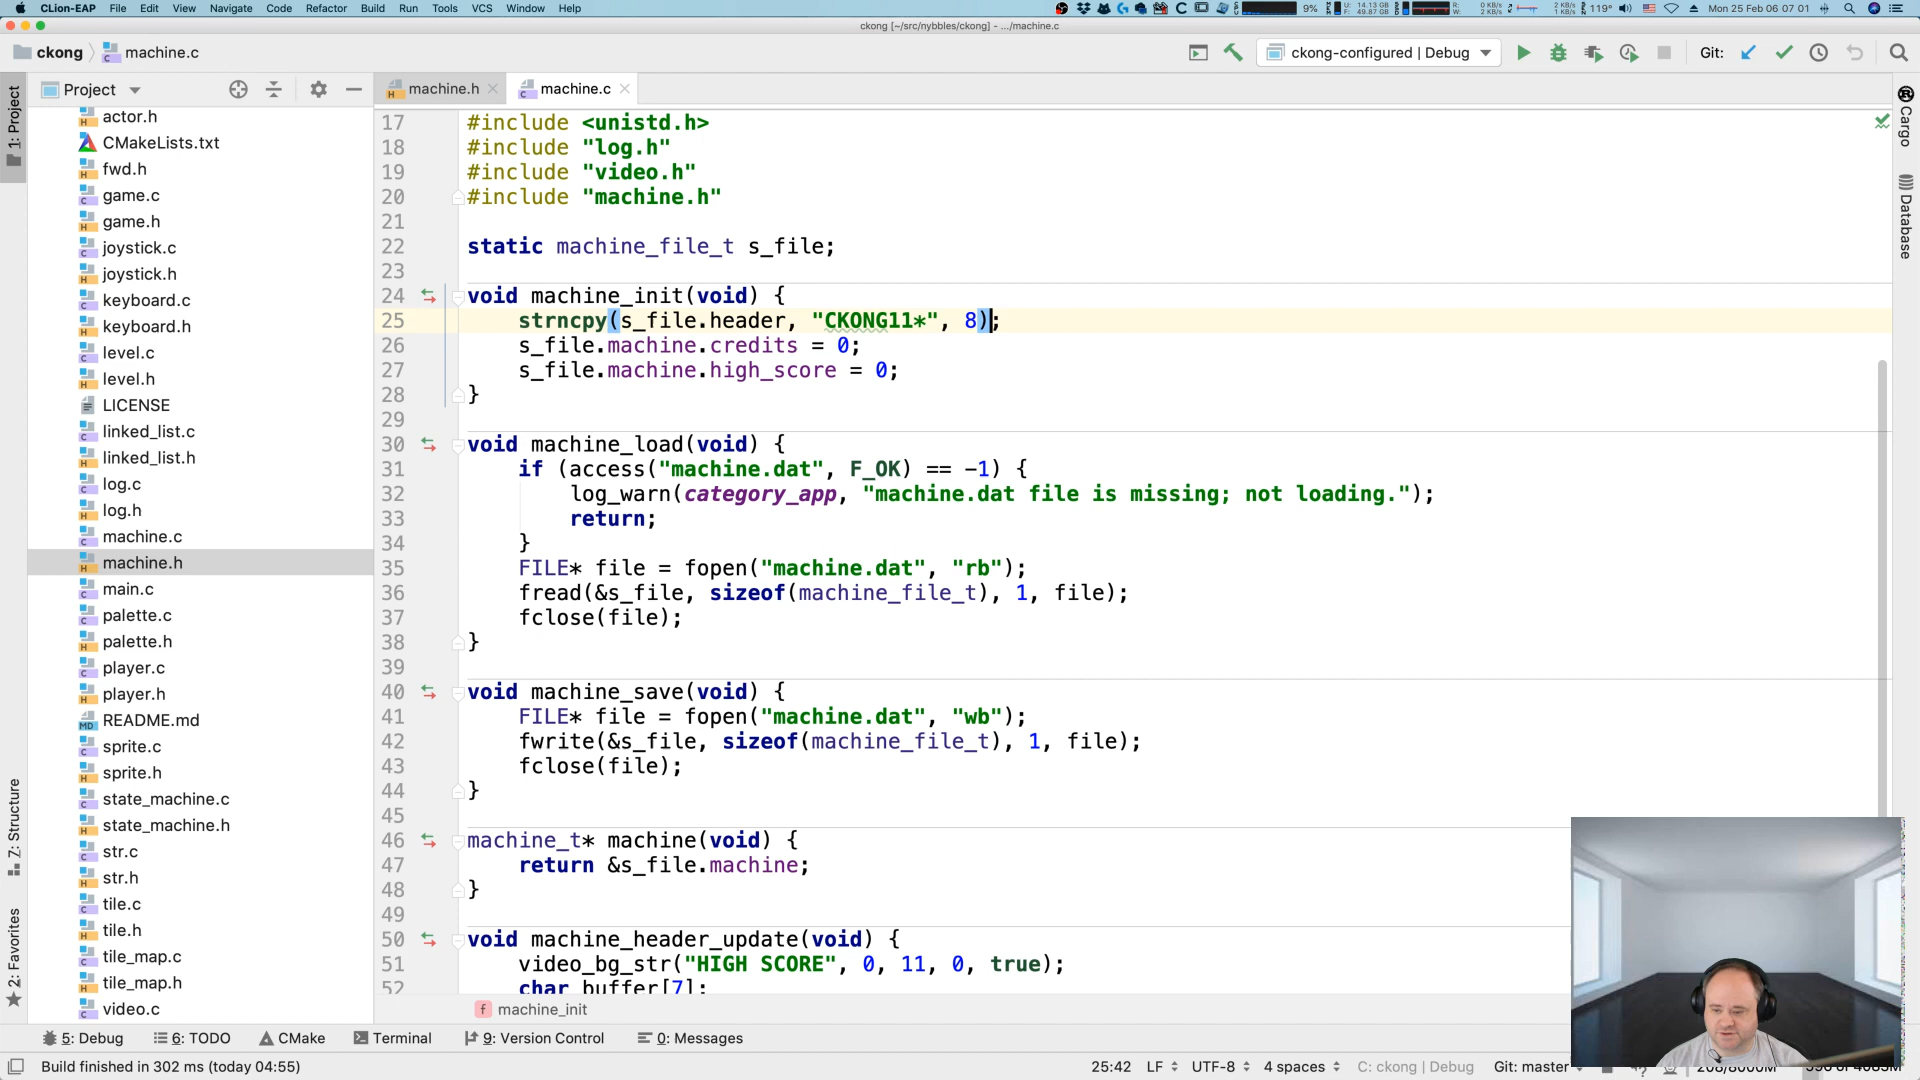 CLion-EAP File Edit View Navigate Code Refactor Build Run Tools VCS Window Help
9%
Mon 25 Feb 06 07 01
ckong [~/src/nybbles/ckong] - .../machine.c
ckong machine.c
ckong-configured | Debug
Git:
1: Project
Project
machine.h
machine.c
Cargo
Database
actor.h
CMakeLists.txt
fwd.h
game.c
game.h
joystick.c
joystick.h
keyboard.c
keyboard.h
level.c
level.h
LICENSE
linked_list.c
linked_list.h
log.c
log.h
machine.c
machine.h
main.c
palette.c
palette.h
player.c
player.h
README.md
sprite.c
sprite.h
state_machine.c
state_machine.h
str.c
str.h
tile.c
tile.h
tile_map.c
tile_map.h
video.c
Z: Structure
2: Favorites
17 #include <unistd.h>
18 #include "log.h"
19 #include "video.h"
20 #include "machine.h"
21
22 static machine_file_t s_file;
23
24 void machine_init(void) {
25 strncpy(s_file.header, "CKONG11*", 8);
26 s_file.machine.credits = 0;
27 s_file.machine.high_score = 0;
28 }
29
30 void machine_load(void) {
31 if (access("machine.dat", F_OK) == -1) {
32 log_warn(category_app, "machine.dat file is missing; not loading.");
33 return;
34 }
35 FILE* file = fopen("machine.dat", "rb");
36 fread(&s_file, sizeof(machine_file_t), 1, file);
37 fclose(file);
38 }
39
40 void machine_save(void) {
41 FILE* file = fopen("machine.dat", "wb");
42 fwrite(&s_file, sizeof(machine_file_t), 1, file);
43 fclose(file);
44 }
45
46 machine_t* machine(void) {
47 return &s_file.machine;
48 }
49
50 void machine_header_update(void) {
51 video_bg_str("HIGH SCORE", 0, 11, 0, true);
52 char buffer[7];
f machine_init
5: Debug 6: TODO CMake Terminal 9: Version Control 0: Messages
Build finished in 302 ms (today 04:55)
25:42 LF UTF-8 4 spaces C: ckong | Debug Git: master